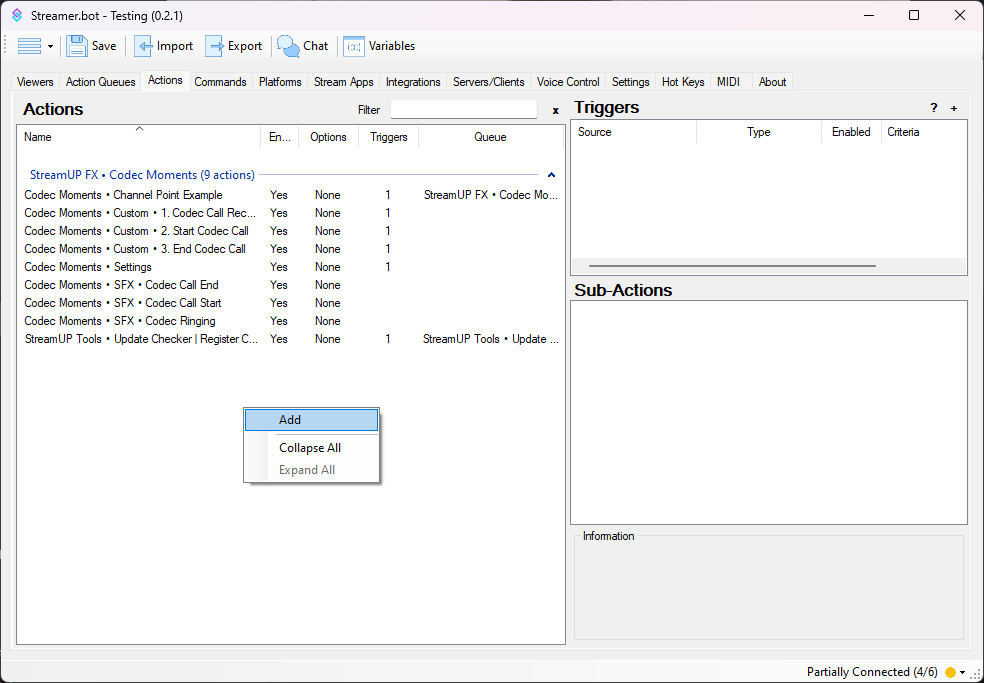 Streamer.bot - Testing (0.2.1)
Save Import Export Chat Variables
Viewers Action Queues Actions Commands Platforms Stream Apps Integrations Servers/Clients Voice Control Settings Hot Keys MIDI About
Actions Filter x
Name En... Options Triggers Queue
StreamUP FX • Codec Moments (9 actions)
Codec Moments • Channel Point Example Yes None 1 StreamUP FX • Codec Mo...
Codec Moments • Custom • 1. Codec Call Rec... Yes None 1
Codec Moments • Custom • 2. Start Codec Call Yes None 1
Codec Moments • Custom • 3. End Codec Call Yes None 1
Codec Moments • Settings Yes None 1
Codec Moments • SFX • Codec Call End Yes None
Codec Moments • SFX • Codec Call Start Yes None
Codec Moments • SFX • Codec Ringing Yes None
StreamUP Tools • Update Checker | Register C... Yes None 1 StreamUP Tools • Update ...
Add
Collapse All
Expand All
Triggers ? +
Source Type Enabled Criteria
Sub-Actions
Information
Partially Connected (4/6)